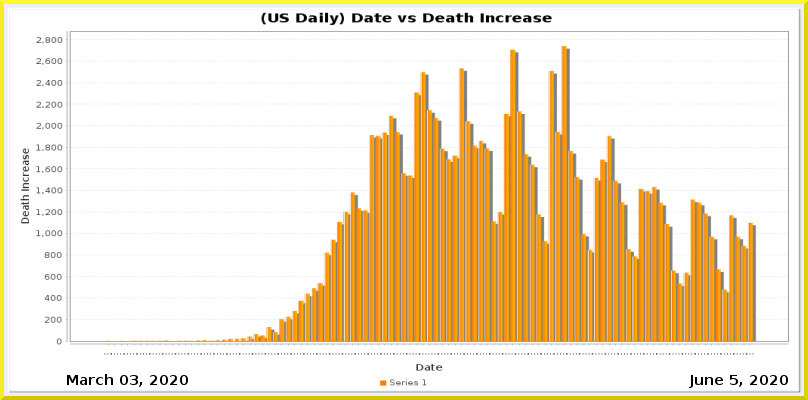 (US Daily) Date vs Death Increase
2,800
2,600
2,400
2,200
2,000
1,800
1,600
1,400
1,200
1,000
800
600
400
200
0
Death Increase
Date
March 03, 2020
Series 1
June 5, 2020